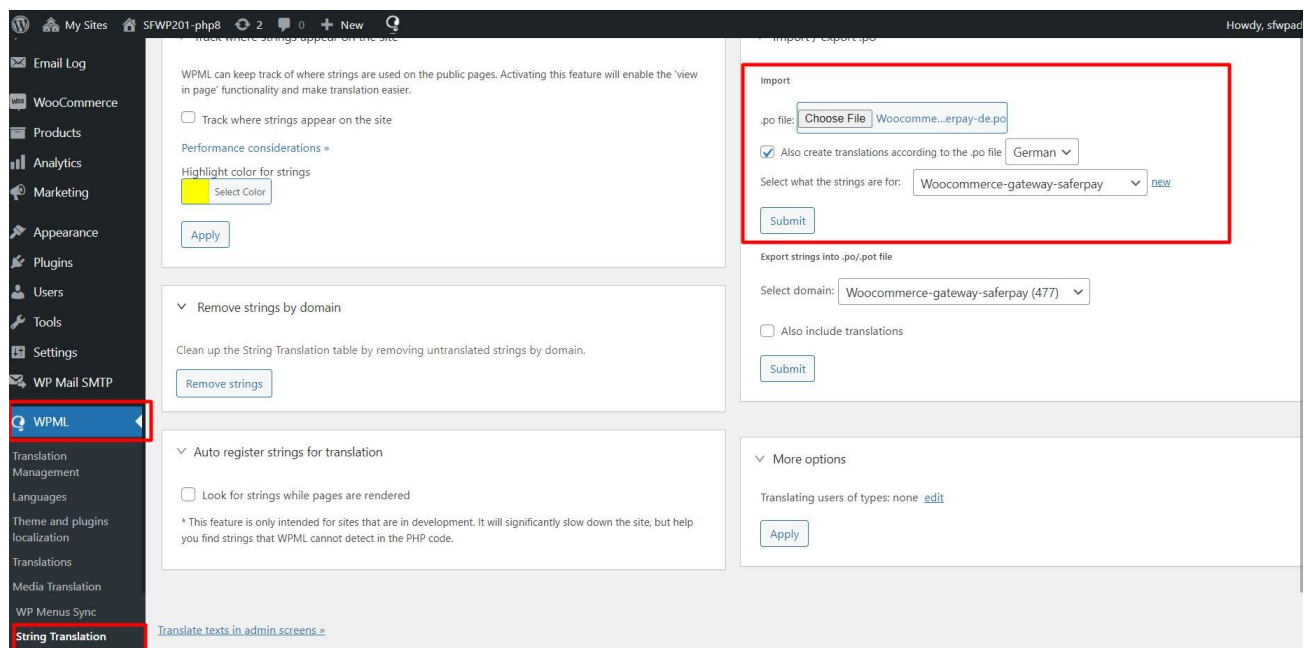 My Sites
SFWP201-php8
2
0
New
Howdy, sfwpad
Email Log
WooCommerce
Products
Analytics
Marketing
Appearance
Plugins
Users
Tools
Settings
WP Mail SMTP
WPML
Translation
Management
Languages
Theme and plugins
localization
Translations
Media Translation
WP Menus Sync
String Translation
Track where strings appear on the site
WPML can keep track of where strings are used on the public pages. Activating this feature will enable the 'view
in page' functionality and make translation easier.
Track where strings appear on the site
Performance considerations »
Highlight color for strings
Select Color
Apply
Remove strings by domain
Clean up the String Translation table by removing untranslated strings by domain.
Remove strings
Auto register strings for translation
Look for strings while pages are rendered
* This feature is only intended for sites that are in development. It will significantly slow down the site, but help
you find strings that WPML cannot detect in the PHP code.
Translate texts in admin screens »
Import / export .po
Import
.po file: Choose File Woocomme...erpay-de.po
Also create translations according to the .po file German
Select what the strings are for: Woocommerce-gateway-saferpay new
Submit
Export strings into .po/.pot file
Select domain: Woocommerce-gateway-saferpay (477)
Also include translations
Submit
More options
Translating users of types: none edit
Apply